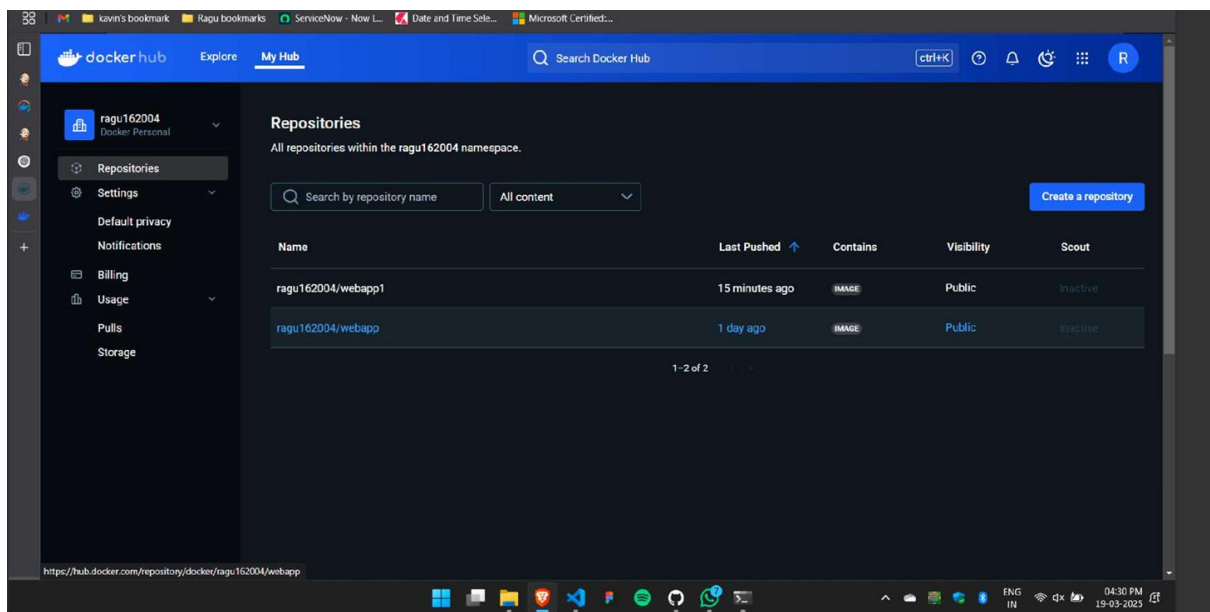 kavin's bookmark Ragu bookmarks ServiceNow - Now L... Date and Time Sele... Microsoft Certified:...
dockerhub Explore My Hub Search Docker Hub ctrl+K R
ragu162004
Docker Personal
Repositories
Settings
Default privacy
Notifications
Billing
Usage
Pulls
Storage
Repositories
All repositories within the ragu162004 namespace.
Search by repository name All content Create a repository
Name Last Pushed Contains Visibility Scout
ragu162004/webapp1 15 minutes ago IMAGE Public Inactive
ragu162004/webapp 1 day ago IMAGE Public Inactive
1–2 of 2
https://hub.docker.com/repository/docker/ragu162004/webapp
7
ENG
IN
04:30 PM
19-03-2025